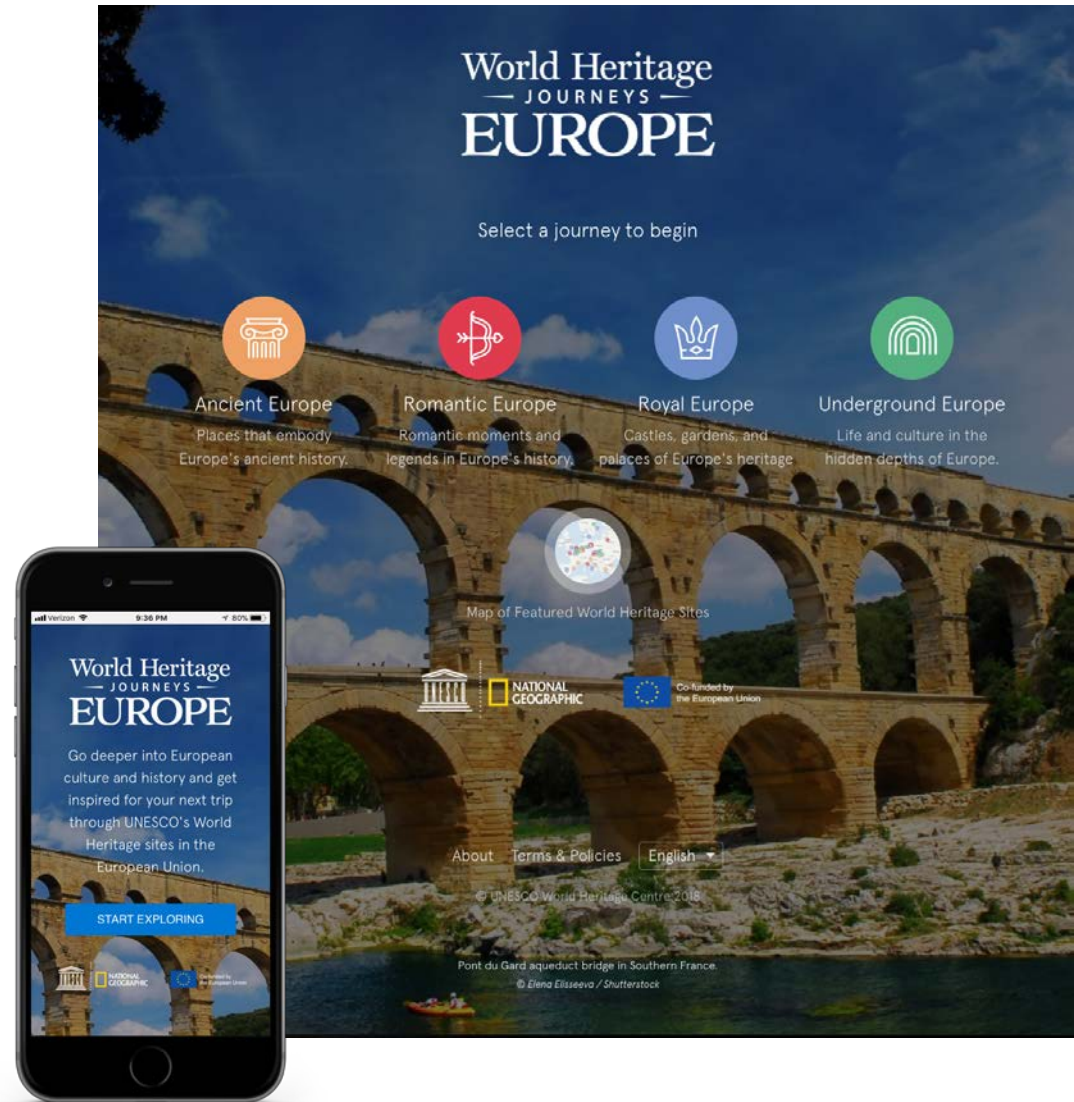 World Heritage
JOURNEYS
EUROPE
Select a journey to begin
Ancient Europe
Places that embody
Europe's ancient history.
Romantic Europe
Romantic moments and
legends in Europe's history.
Royal Europe
Castles, gardens, and
palaces of Europe's heritage
Underground Europe
Life and culture in the
hidden depths of Europe.
Map of Featured World Heritage Sites
NATIONAL
GEOGRAPHIC
Co-funded by
the European Union
About Terms & Policies English
© UNESCO World Heritage Centre 2018
Pont du Gard aqueduct bridge in Southern France.
© Elena Elisseeva / Shutterstock
Verizon 9:36 PM 80%
World Heritage
JOURNEYS
EUROPE
Go deeper into European
culture and history and get
inspired for your next trip
through UNESCO's World
Heritage sites in the
European Union.
START EXPLORING
NATIONAL
GEOGRAPHIC
Co-funded by
the European Union